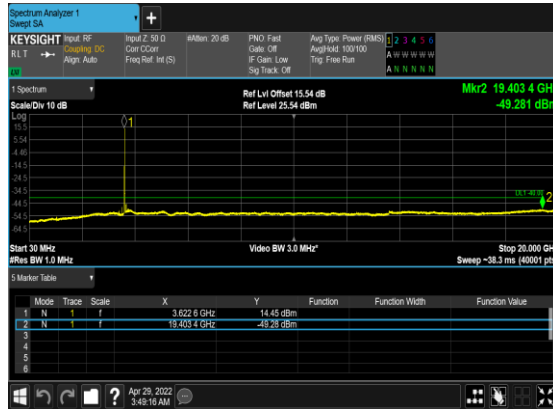 Spectrum Analyzer 1
Swept SA
+
KEYSIGHT Input: RF Input Z: 50 Ω #Atten: 20 dB PNO: Fast Avg Type: Power (RMS) 1 2 3 4 5 6
RLT Coupling: DC Corr CCorr Gate: Off Avg|Hold: 100/100 A W W W W W
Align: Auto Freq Ref: Int (S) IF Gain: Low Trig: Free Run
Sig Track: Off A N N N N N
LXI
1 Spectrum Ref Lvl Offset 15.54 dB Mkr2 19.403 4 GH
Scale/Div 10 dB Ref Level 25.54 dBm -49.281 dBm
Log
15.5 1
5.54
-4.46
-14.5
-24.5
-34.5 DL1 -40.00
-44.5 2
-54.5
-64.5
Start 30 MHz Video BW 3.0 MHz* Stop 20.000 GH
#Res BW 1.0 MHz Sweep ~38.3 ms (40001 pts
5 Marker Table
Mode Trace Scale X Y Function Function Width Function Value
1 N 1 f 3.622 6 GHz 14.45 dBm
2 N 1 f 19.403 4 GHz -49.28 dBm
3
4
5
6
? Apr 29, 2022
3:49:16 AM